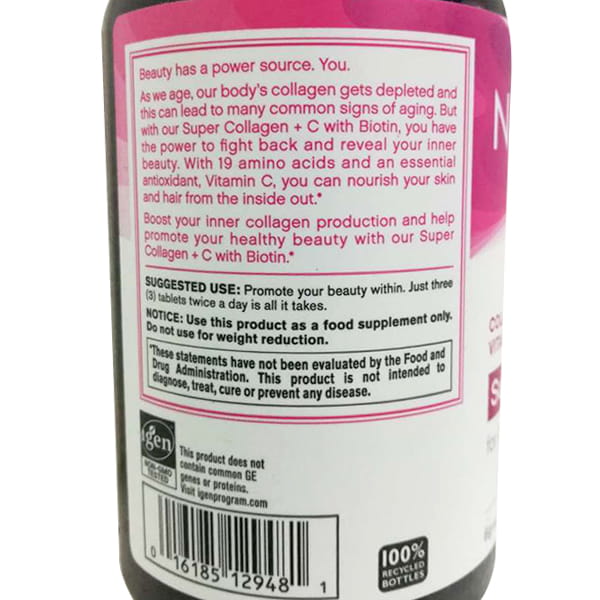 Beauty has a power source. You.
As we age, our body's collagen gets depleted and
this can lead to many common signs of aging. But
with our Super Collagen + C with Biotin, you have
the power to fight back and reveal your inner
beauty. With 19 amino acids and an essential
antioxidant, Vitamin C, you can nourish your skin
and hair from the inside out.*
Boost your inner collagen production and help
promote your healthy beauty with our Super
Collagen + C with Biotin.*
SUGGESTED USE: Promote your beauty within. Just three
(3) tablets twice a day is all it takes.
NOTICE: Use this product as a food supplement only.
Do not use for weight reduction.
*These statements have not been evaluated by the Food and
Drug Administration. This product is not intended to
diagnose, treat, cure or prevent any disease.
igen
NON-GMO
TESTED
This product does not
contain common GE
genes or proteins.
Visit igenprogram.com
0 16185 12948 1
100%
RECYCLED
BOTTLES
N